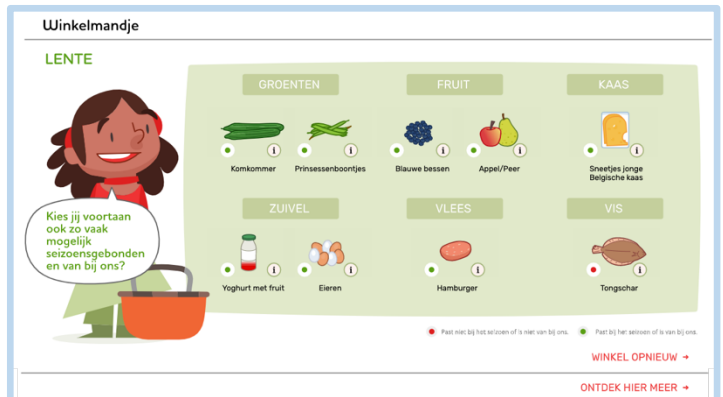 Winkelmandje
LENTE
GROENTEN
FRUIT
KAAS
i
i
i
i
i
Komkommer
Prinsessenboontjes
Blauwe bessen
Appel/Peer
Sneetjes jonge
Belgische kaas
Kies jij voortaan
ook zo vaak
mogelijk
seizoensgebonden
en van bij ons?
ZUIVEL
VLEES
VIS
i
i
i
i
Yoghurt met fruit
Eieren
Hamburger
Tongschar
Past niet bij het seizoen of is niet van bij ons.
Past bij het seizoen of is van bij ons.
WINKEL OPNIEUW →
ONTDEK HIER MEER →